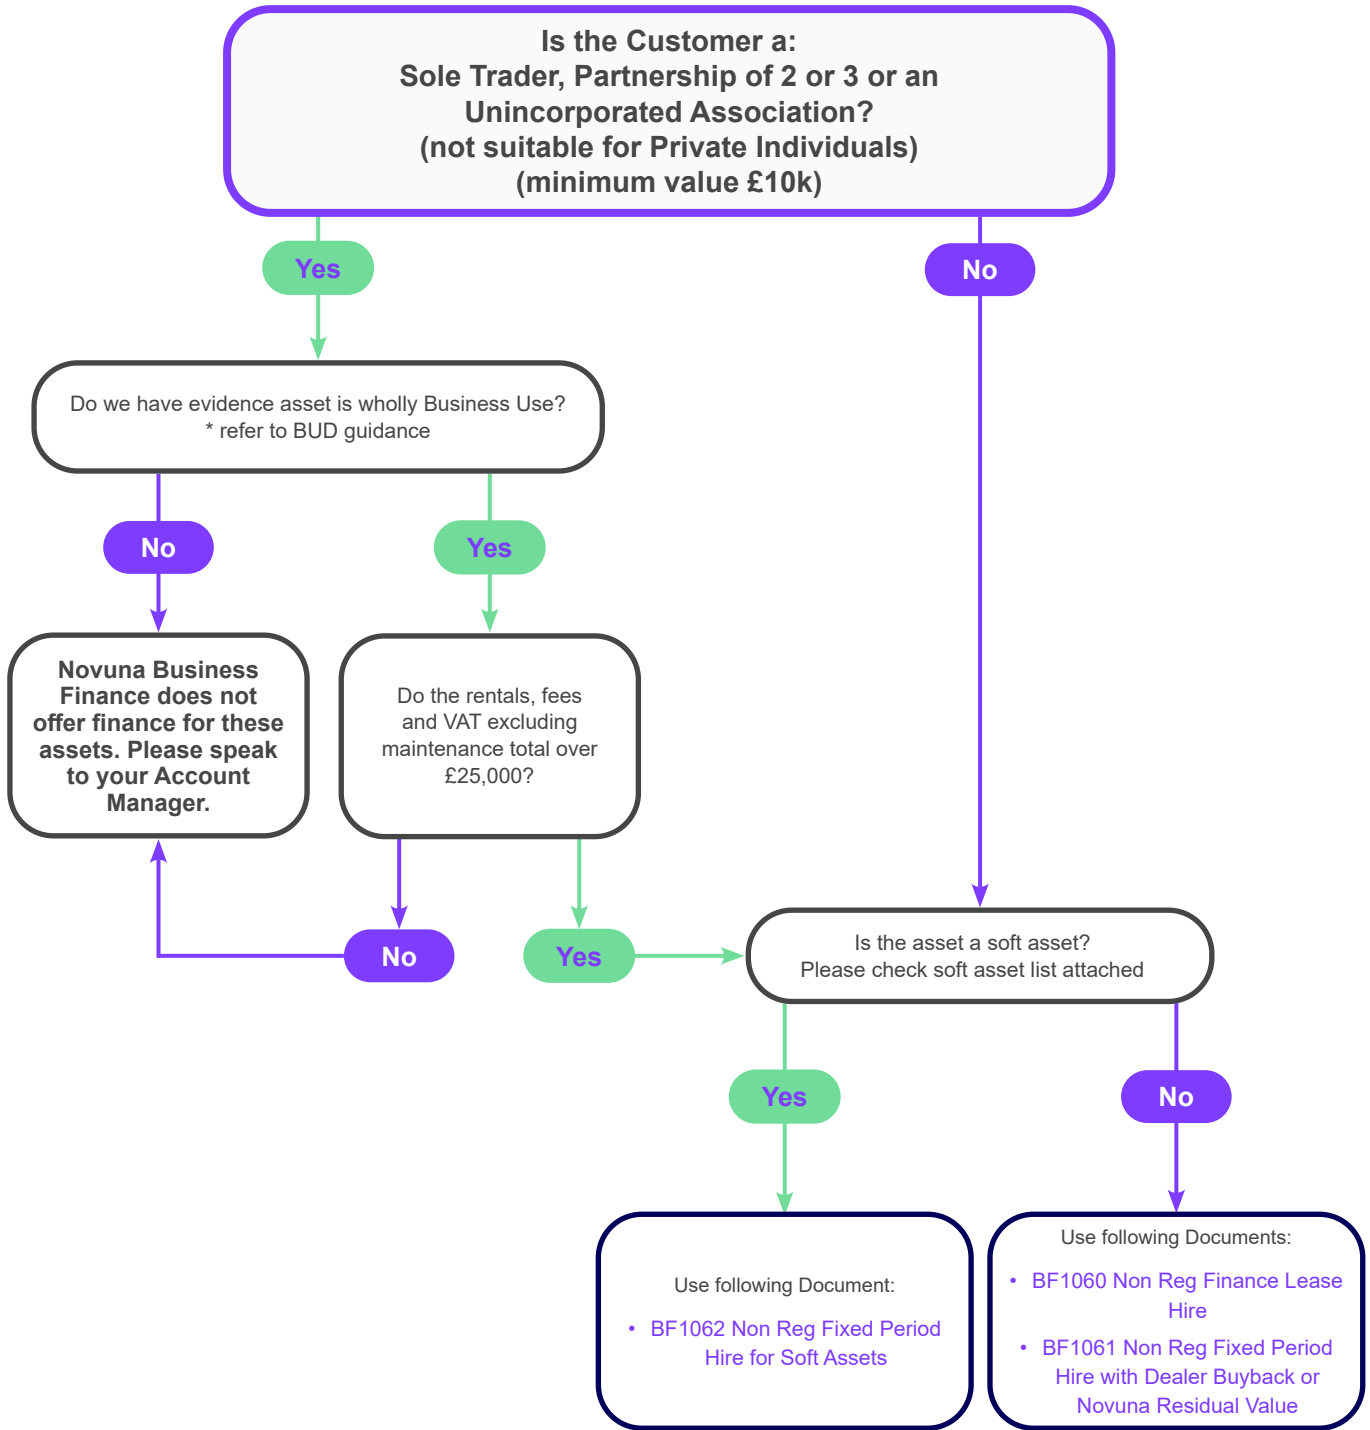 Is the Customer a:
Sole Trader, Partnership of 2 or 3 or an
Unincorporated Association?
(not suitable for Private Individuals)
(minimum value £10k)
Yes
No
Do we have evidence asset is wholly Business Use?
* refer to BUD guidance
No
Yes
Novuna Business
Finance does not
offer finance for these
assets. Please speak
to your Account
Manager.
Do the rentals, fees
and VAT excluding
maintenance total over
£25,000?
No
Yes
Is the asset a soft asset?
Please check soft asset list attached
Yes
No
Use following Document:
• BF1062 Non Reg Fixed Period
Hire for Soft Assets
Use following Documents:
• BF1060 Non Reg Finance Lease
Hire
• BF1061 Non Reg Fixed Period
Hire with Dealer Buyback or
Novuna Residual Value